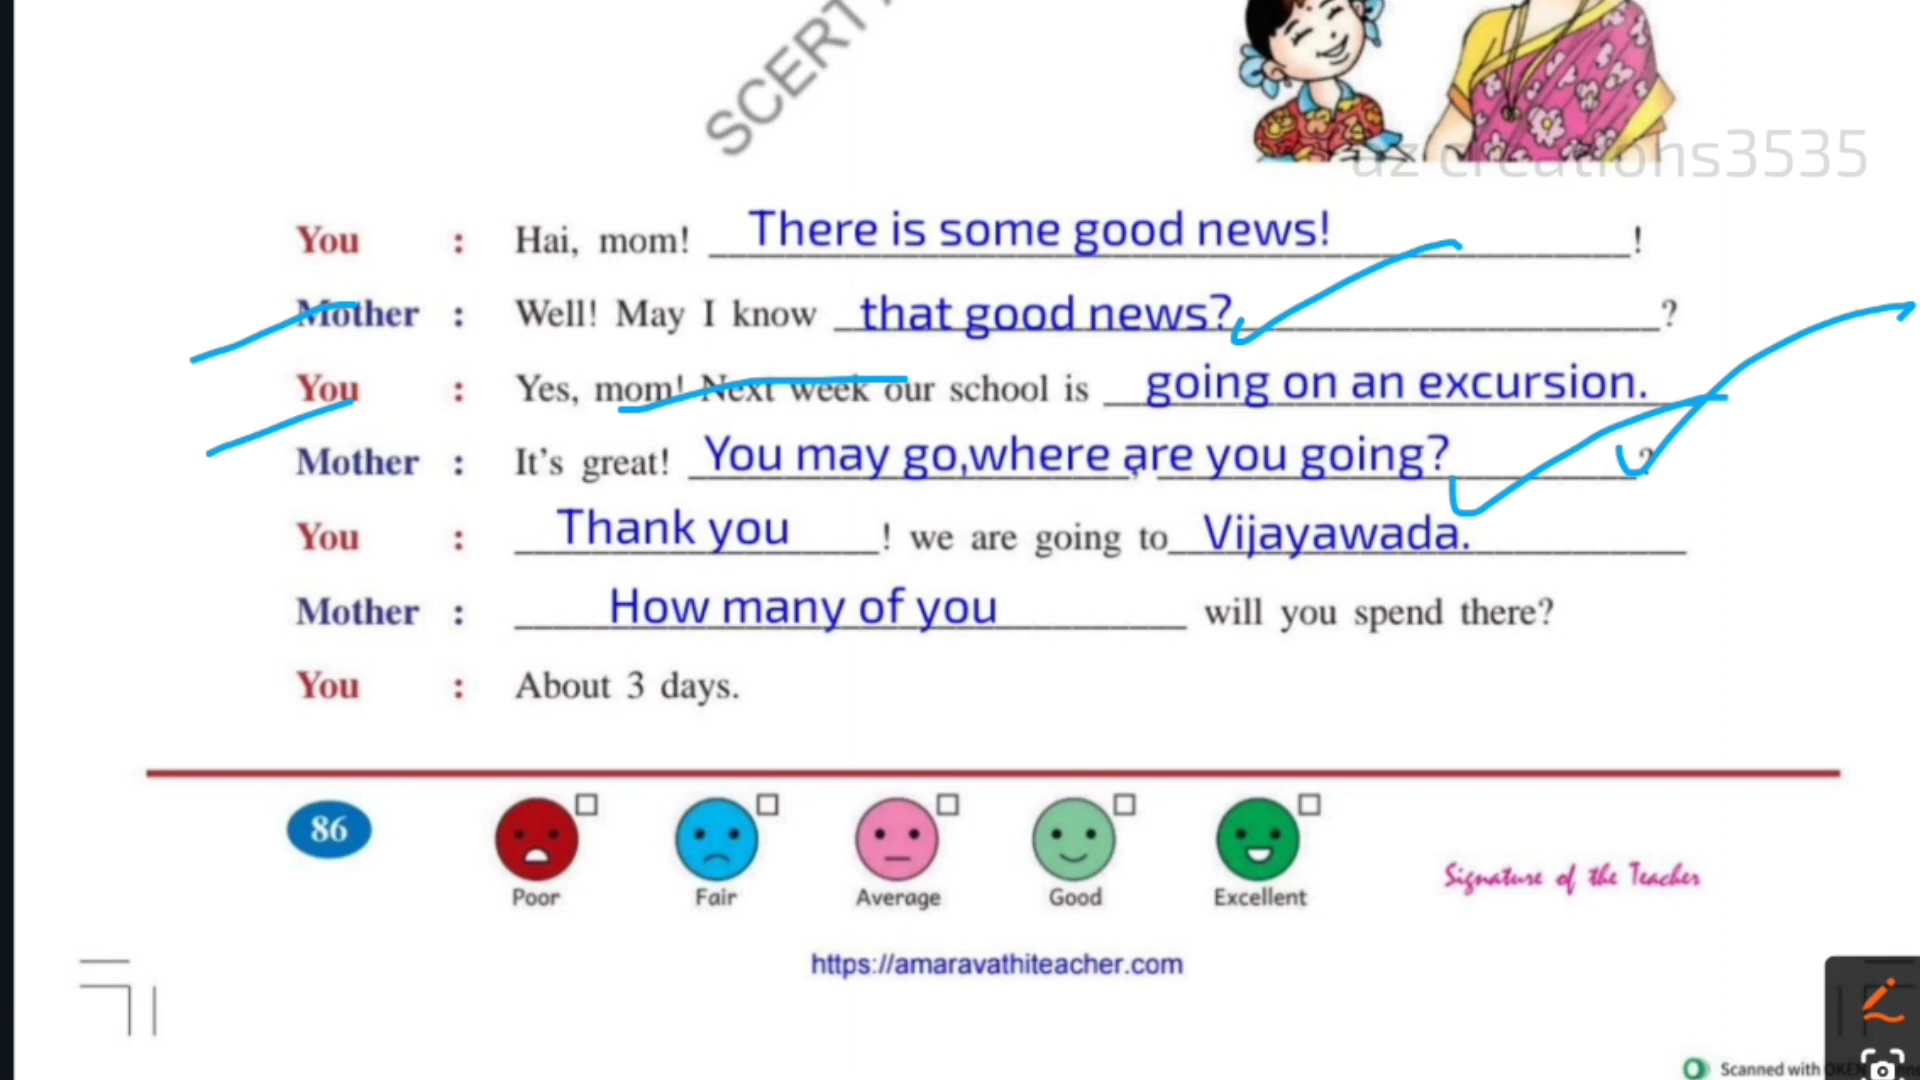 SCERT
az creations3535
You : Hai, mom! There is some good news! !
Mother : Well! May I know that good news? ?
You : Yes, mom! Next week our school is going on an excursion.
Mother : It's great! You may go,where are you going? ?
You : Thank you ! we are going to Vijayawada.
Mother : How many of you will you spend there?
You : About 3 days.
86
Poor Fair Average Good Excellent
Signature of the Teacher
https://amaravathiteacher.com
Scanned with